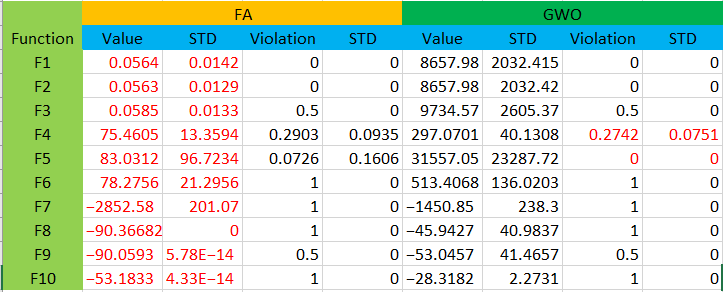 FA GWO
Function Value STD Violation STD Value STD Violation STD
F1 0.0564 0.0142 0 0 8657.98 2032.415 0 0
F2 0.0563 0.0129 0 0 8657.98 2032.42 0 0
F3 0.0585 0.0133 0.5 0 9734.57 2605.37 0.5 0
F4 75.4605 13.3594 0.2903 0.0935 297.0701 40.1308 0.2742 0.0751
F5 83.0312 96.7234 0.0726 0.1606 31557.05 23287.72 0 0
F6 78.2756 21.2956 1 0 513.4068 136.0203 1 0
F7 −2852.58 201.07 1 0 −1450.85 238.3 1 0
F8 −90.36682 0 1 0 −45.9427 40.9837 1 0
F9 −90.0593 5.78E−14 0.5 0 −53.0457 41.4657 0.5 0
F10 −53.1833 4.33E−14 1 0 −28.3182 2.2731 1 0